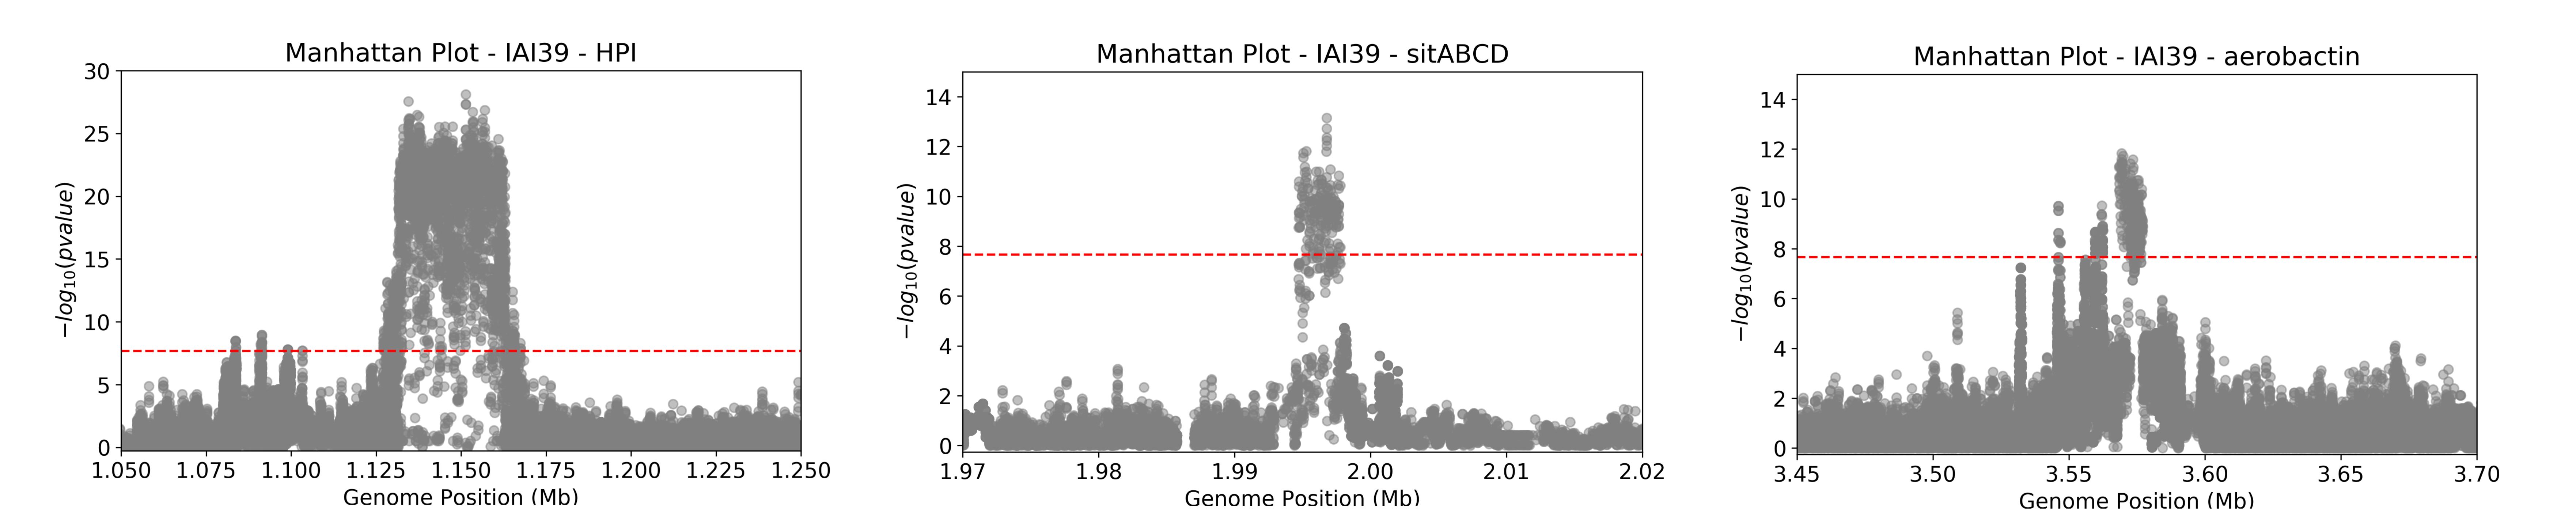 Manhattan Plot - IAI39 - HPI
30
25
20
15
10
5
0
−log10(pvalue)
1.050 1.075 1.100 1.125 1.150 1.175 1.200 1.225 1.250
Genome Position (Mb)
Manhattan Plot - IAI39 - sitABCD
14
12
10
8
6
4
2
0
−log10(pvalue)
1.97 1.98 1.99 2.00 2.01 2.02
Genome Position (Mb)
Manhattan Plot - IAI39 - aerobactin
14
12
10
8
6
4
2
0
−log10(pvalue)
3.45 3.50 3.55 3.60 3.65 3.70
Genome Position (Mb)